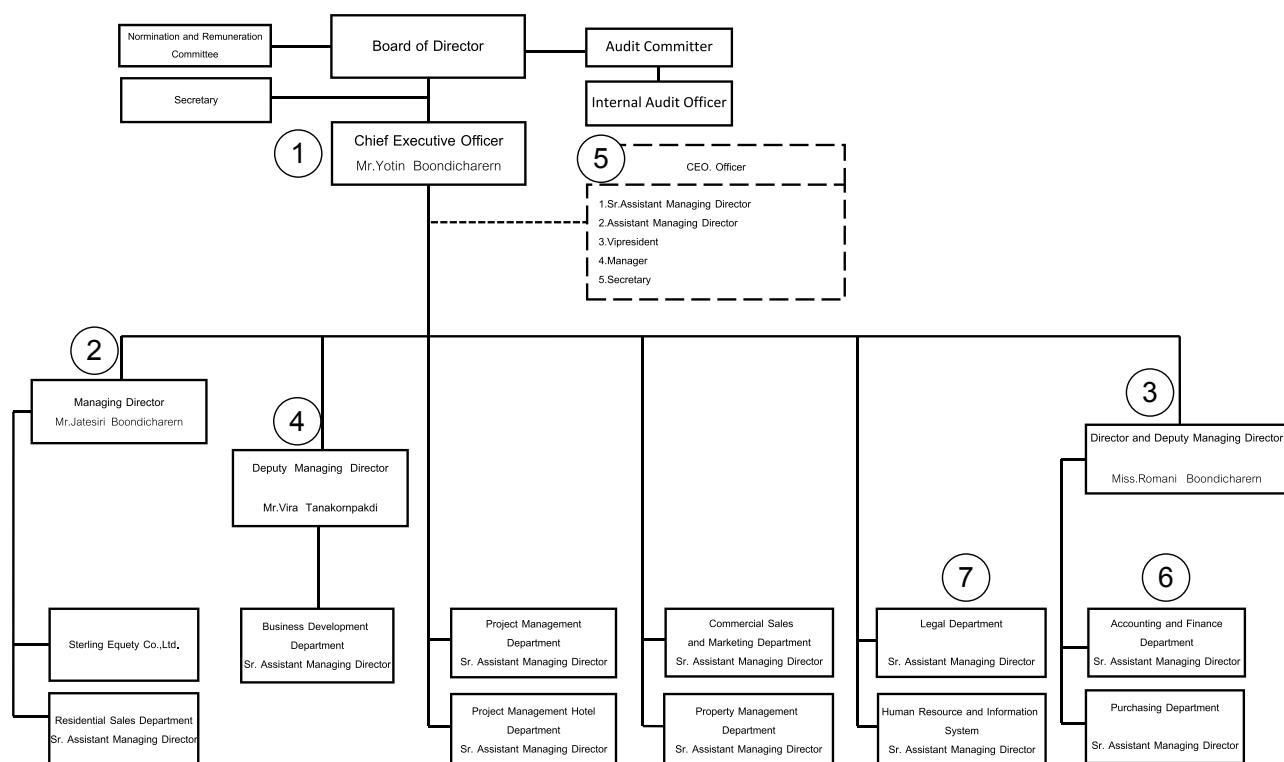 Normination and Remuneration
Committee
Board of Director
Audit Committer
Secretary
Internal Audit Officer
1
Chief Executive Officer
Mr.Yotin Boondicharern
5
CEO. Officer
1.Sr.Assistant Managing Director
2.Assistant Managing Director
3.Vipresident
4.Manager
5.Secretary
2
Managing Director
Mr.Jatesiri Boondicharern
4
Deputy Managing Director
Mr.Vira Tanakornpakdi
3
Director and Deputy Managing Director
Miss.Romani Boondicharern
7
6
Sterling Equety Co.,Ltd.
Business Development
Department
Sr. Assistant Managing Director
Project Management
Department
Sr. Assistant Managing Director
Commercial Sales
and Marketing Department
Sr. Assistant Managing Director
Legal Department
Sr. Assistant Managing Director
Accounting and Finance
Department
Sr. Assistant Managing Director
Residential Sales Department
Sr. Assistant Managing Director
Project Management Hotel
Department
Sr. Assistant Managing Director
Property Management
Department
Sr. Assistant Managing Director
Human Resource and Information
System
Sr. Assistant Managing Director
Purchasing Department
Sr. Assistant Managing Director